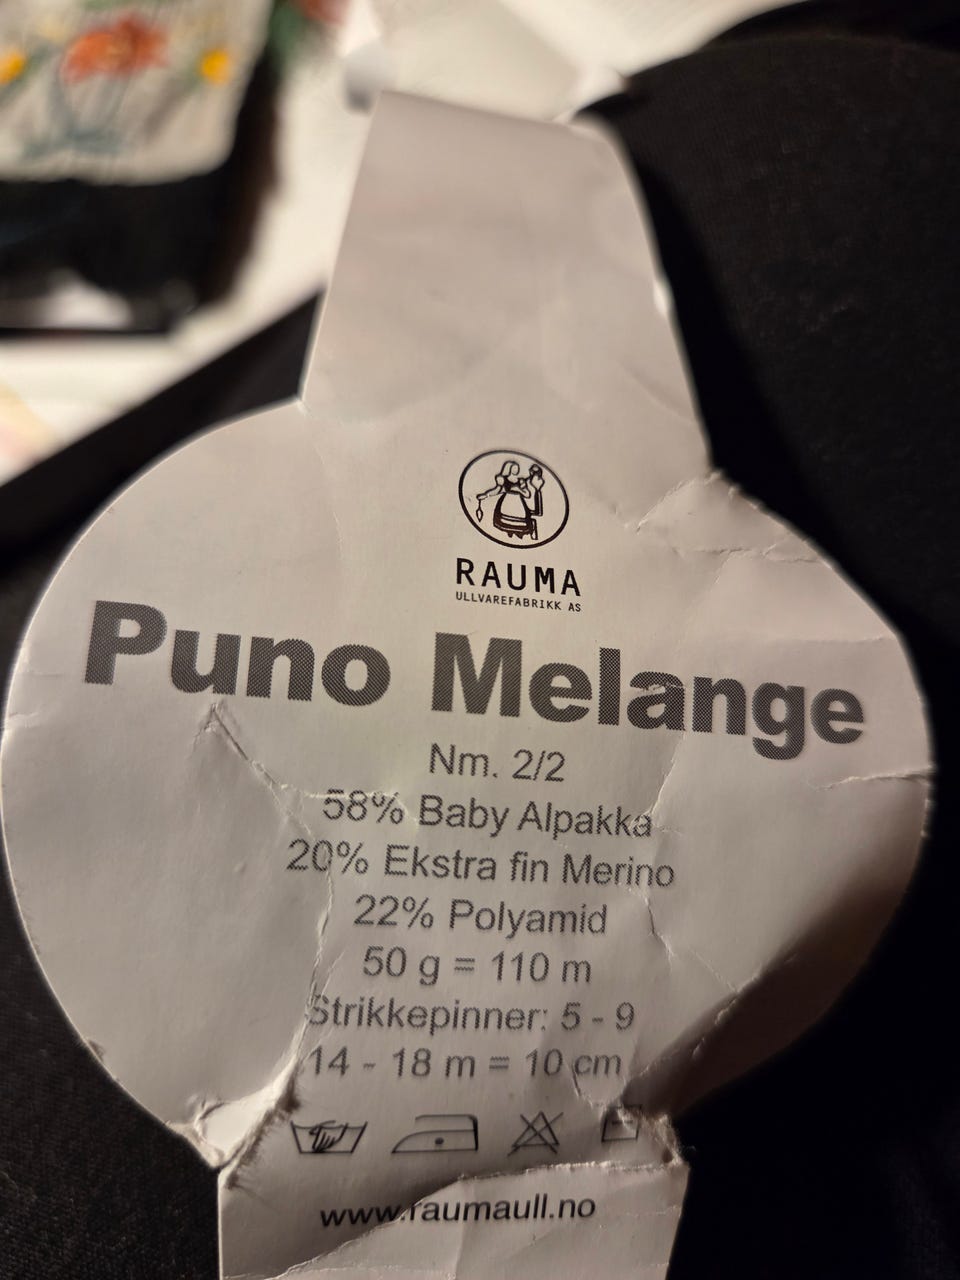 RAUMA
ULLVAREFABRIKK AS
Puno Melange
Nm. 2/2
58% Baby Alpakka
20% Ekstra fin Merino
22% Polyamid
50 g = 110 m
Strikkepinner: 5 - 9
14 - 18 m = 10 cm
www.raumaull.no